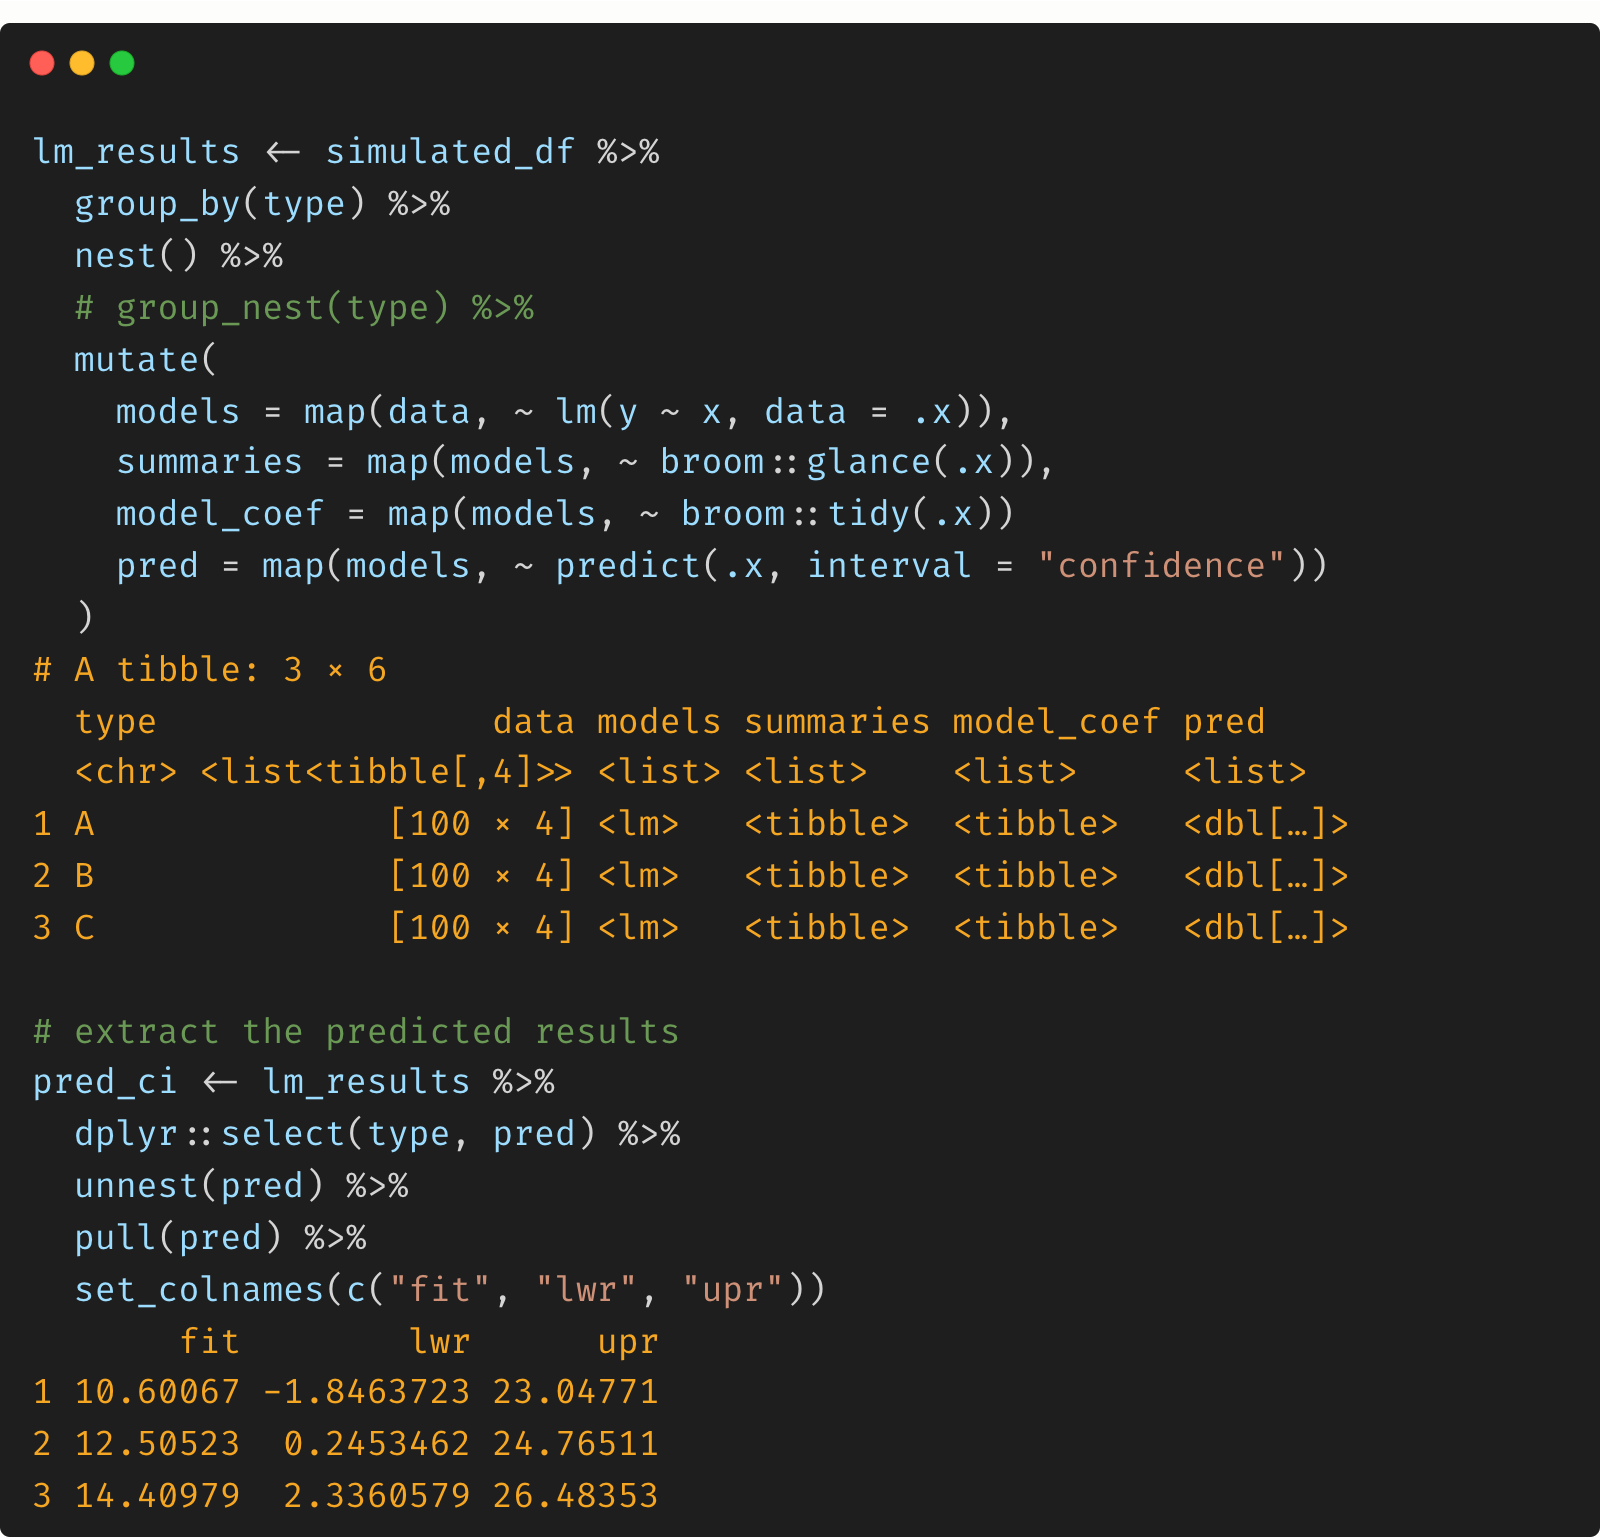 lm_results <- simulated_df %>%
  group_by(type) %>%
  nest() %>%
  # group_nest(type) %>%
  mutate(
    models = map(data, ~ lm(y ~ x, data = .x)),
    summaries = map(models, ~ broom::glance(.x)),
    model_coef = map(models, ~ broom::tidy(.x))
    pred = map(models, ~ predict(.x, interval = "confidence"))
  )
# A tibble: 3 × 6
  type                data models summaries model_coef pred
  <chr> <list<tibble[,4]>> <list> <list>    <list>     <list>
1 A              [100 × 4] <lm>   <tibble>  <tibble>   <dbl[…]>
2 B              [100 × 4] <lm>   <tibble>  <tibble>   <dbl[…]>
3 C              [100 × 4] <lm>   <tibble>  <tibble>   <dbl[…]>

# extract the predicted results
pred_ci <- lm_results %>%
  dplyr::select(type, pred) %>%
  unnest(pred) %>%
  pull(pred) %>%
  set_colnames(c("fit", "lwr", "upr"))
       fit        lwr      upr
1 10.60067 -1.8463723 23.04771
2 12.50523  0.2453462 24.76511
3 14.40979  2.3360579 26.48353